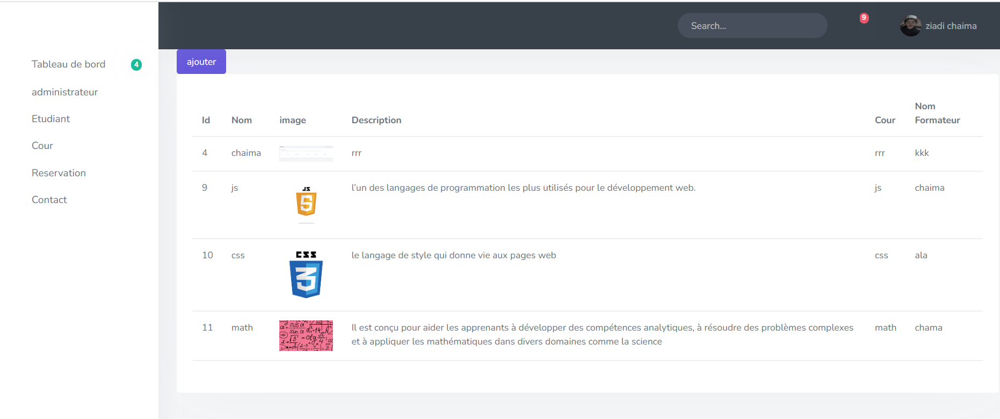 Search...
9
ziadi chaima
Tableau de bord
4
administrateur
Etudiant
Cour
Reservation
Contact
ajouter
Id Nom image Description Cour Nom Formateur
4 chaima rrr rrr kkk
9 js l'un des langages de programmation les plus utilisés pour le développement web. js chaima
JS
10 css le langage de style qui donne vie aux pages web css ala
CSS
11 math Il est conçu pour aider les apprenants à développer des compétences analytiques, à résoudre des problèmes complexes math chama
et à appliquer les mathématiques dans divers domaines comme la science